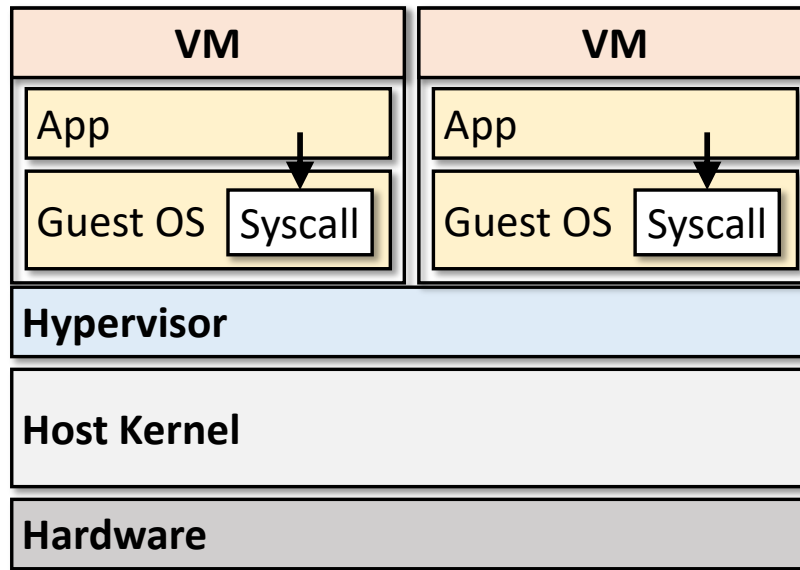 VM
App
Guest OS
Syscall
VM
App
Guest OS
Syscall
Hypervisor
Host Kernel
Hardware